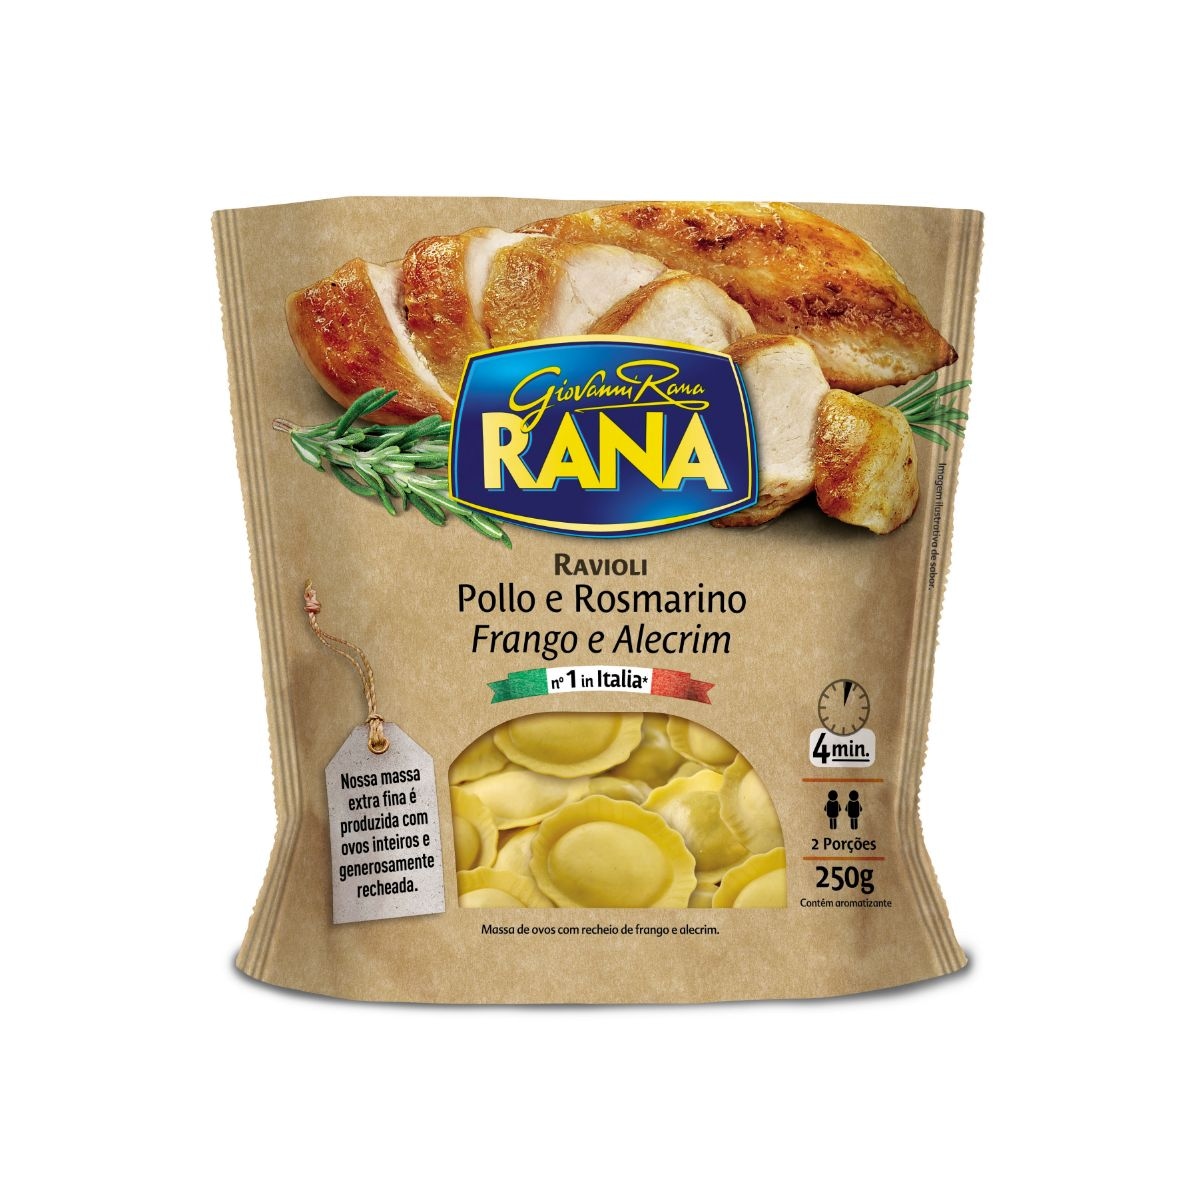 Giovanni Rana
RANA
RAVIOLI
Pollo e Rosmarino
Frango e Alecrim
nº 1 in Italia*
Imagem ilustrativa de sabor.
4 min.
2 Porções
250g
Contém aromatizante
Nossa massa
extra fina é
produzida com
ovos inteiros e
generosamente
recheada.
Massa de ovos com recheio de frango e alecrim.